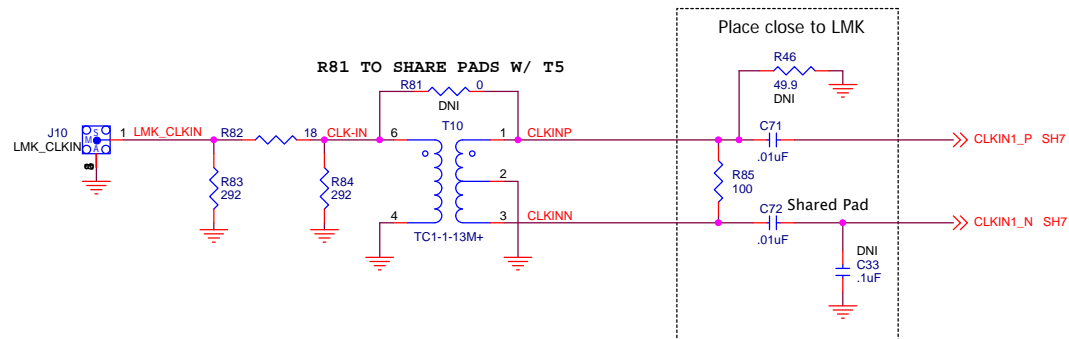 Place close to LMK
R46
49.9
DNI
R81 TO SHARE PADS W/ T5
R81 0
DNI
J10
LMK_CLKIN
S
M
A
1
LMK_CLKIN
R82 18
CLK-IN
6
T10
1
CLKINP
C71
.01uF
CLKIN1_P SH7
R83
292
R84
292
2
R85
100
4
3
CLKINN
TC1-1-13M+
C72
.01uF
Shared Pad
CLKIN1_N SH7
DNI
C33
.1uF